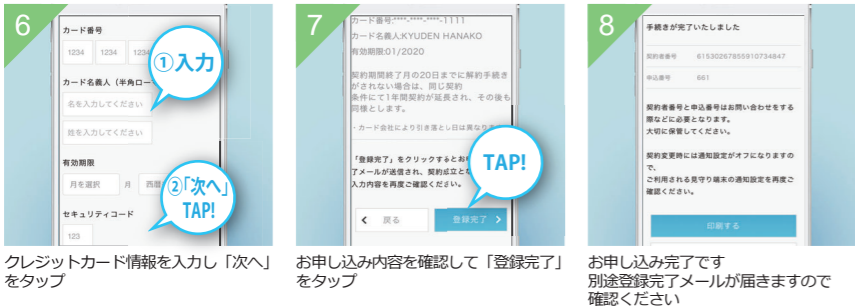 6
カード番号
1234 1234 1234
①入力
カード名義人（半角ロー
名を入力してください
姓を入力してください
有効期限
月を選択 月 西暦
②「次へ」
TAP!
セキュリティコード
123
クレジットカード情報を入力し「次へ」
をタップ
7
カード番号:****-****-****-1111
カード名義人:KYUDEN HANAKO
有効期限:01/2020
契約期間終了月の20日までに解約手続き
がされない場合は、同じ契約
条件にて1年間契約が延長され、その後も
同様とします。
・カード会社により引き落とし日は異なりま
「登録完了」をクリックするとお申
了メールが送信され、契約成立とな
入力内容を再度ご確認ください。
TAP!
戻る
登録完了
お申し込み内容を確認して「登録完了」
をタップ
8
手続きが完了いたしました
契約者番号 61530267855910734847
申込番号 661
契約者番号と申込番号はお問い合わせをする
際などに必要となります。
大切に保管してください。
契約変更時には通知設定がオフになりますの
で、
ご利用される見守り端末の通知設定を再度ご
確認ください。
印刷する
お申し込み完了です
別途登録完了メールが届きますので
確認ください